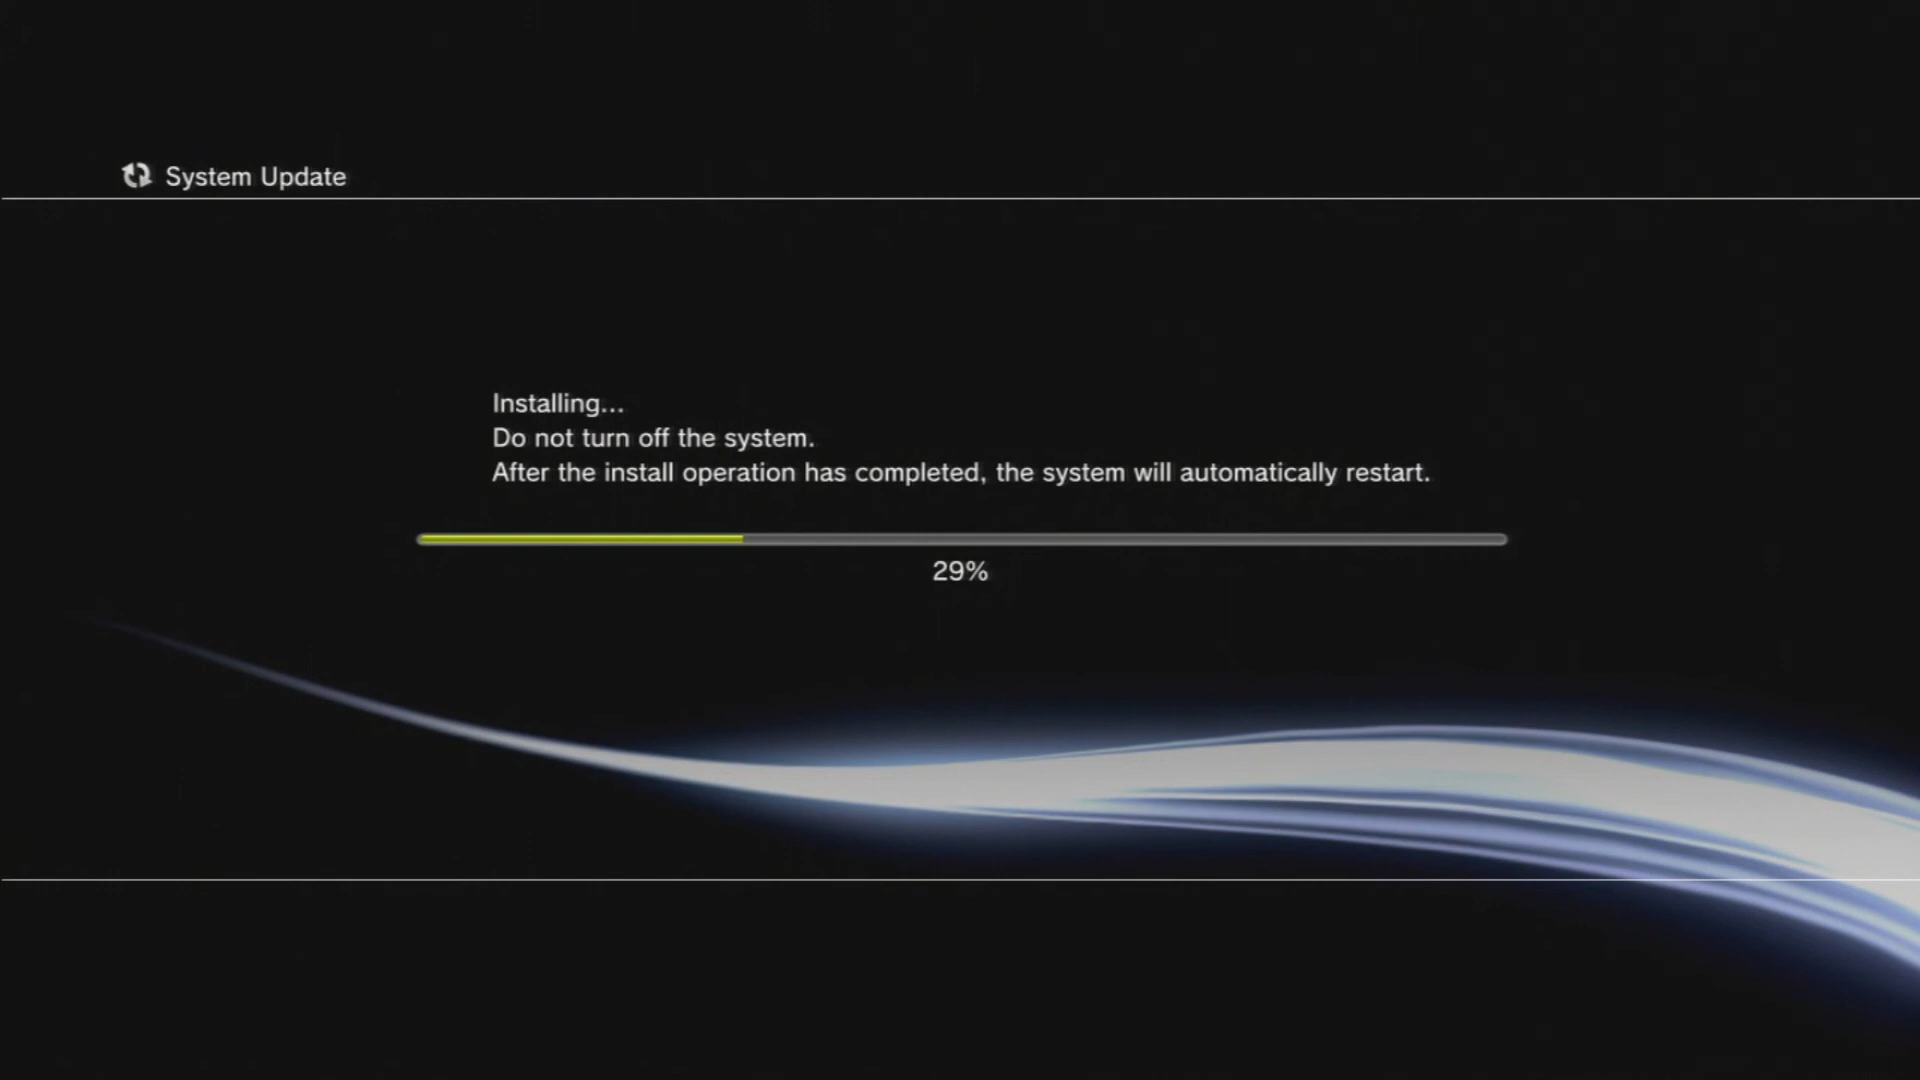 System Update
Installing...
Do not turn off the system.
After the install operation has completed, the system will automatically restart.
29%